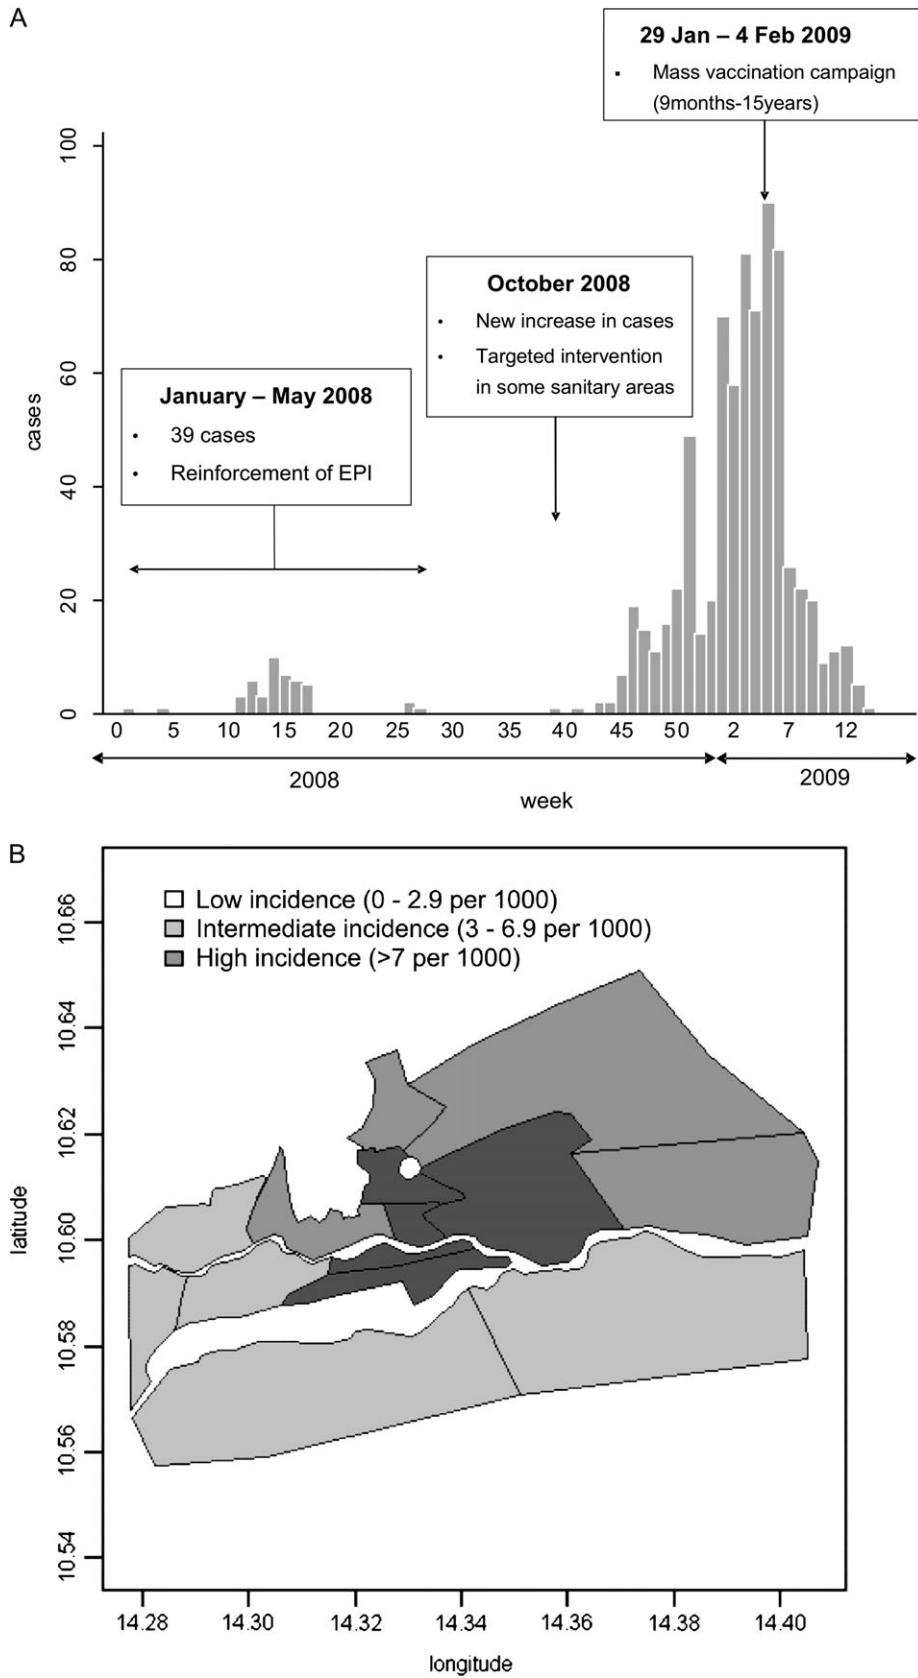 A
29 Jan – 4 Feb 2009
▪ Mass vaccination campaign
(9months-15years)
100
80
60
40
20
0
cases
October 2008
• New increase in cases
• Targeted intervention
in some sanitary areas
January – May 2008
• 39 cases
• Reinforcement of EPI
0 5 10 15 20 25 30 35 40 45 50 2 7 12
2008 2009
week
B
Low incidence (0 - 2.9 per 1000)
Intermediate incidence (3 - 6.9 per 1000)
High incidence (>7 per 1000)
10.66
10.64
10.62
10.60
10.58
10.56
10.54
latitude
14.28 14.30 14.32 14.34 14.36 14.38 14.40
longitude